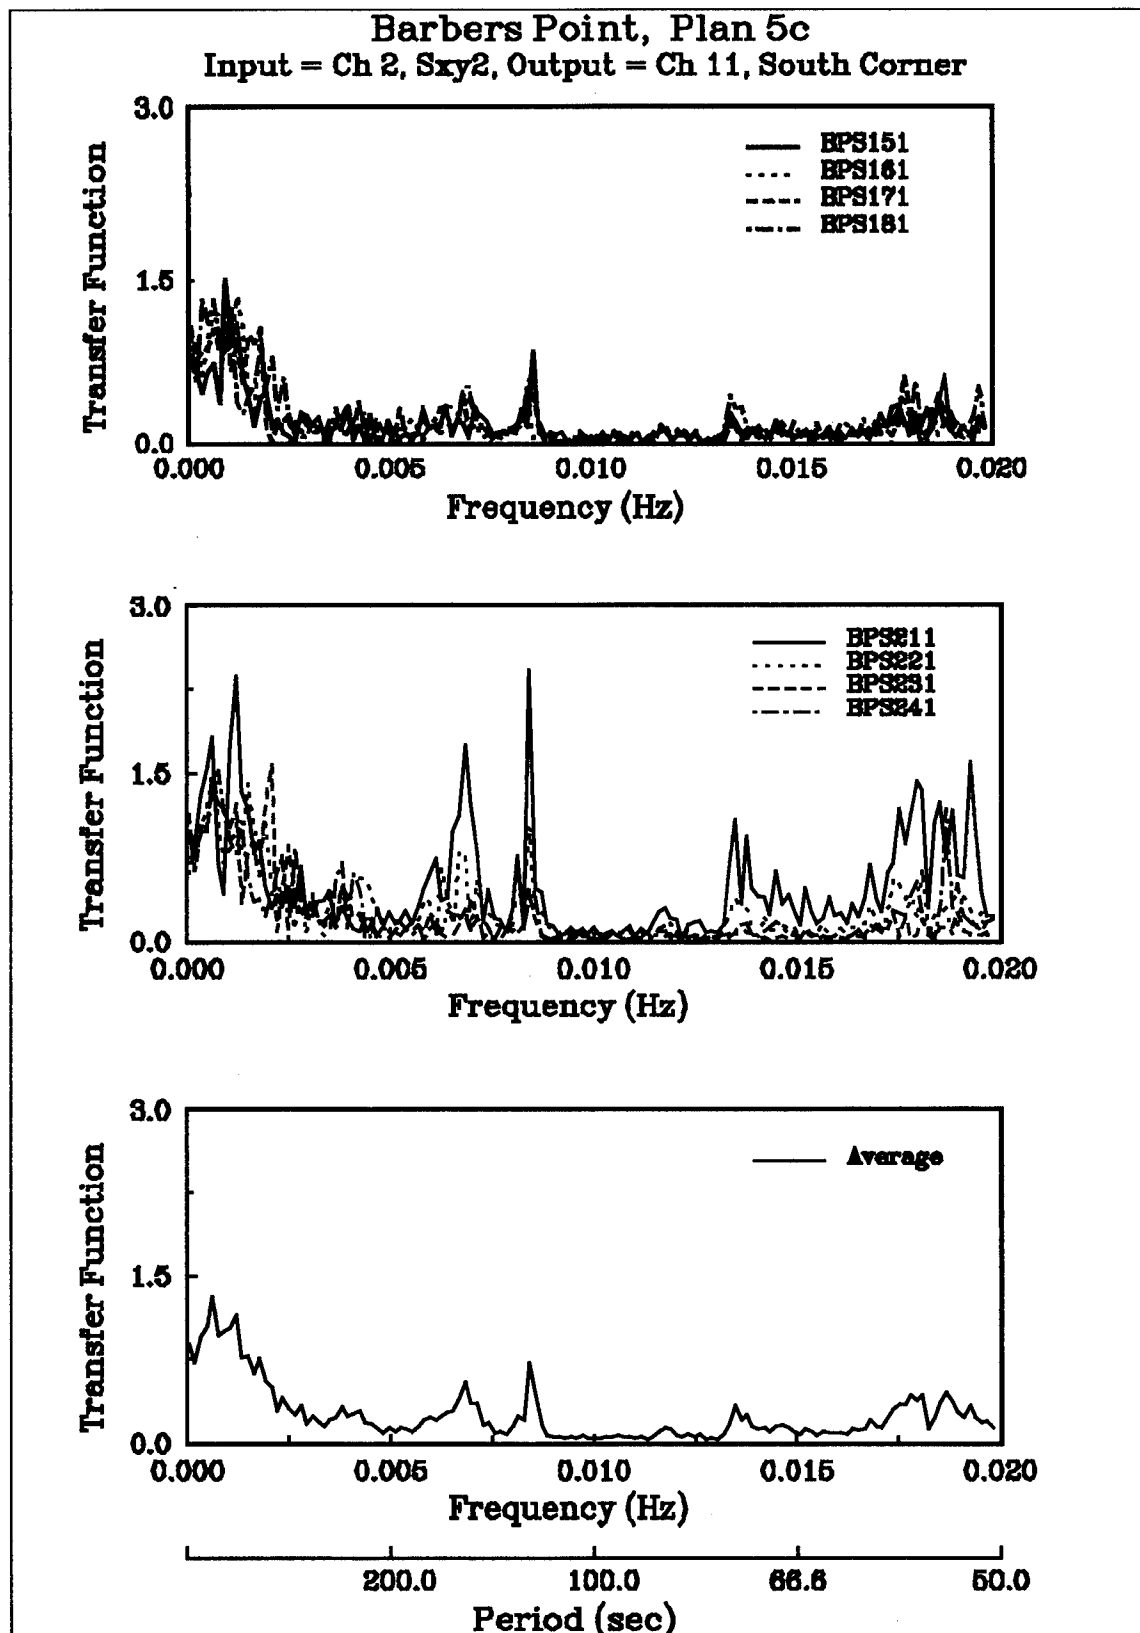 Barbers Point, Plan 5c
Input = Ch 2, Sxy2, Output = Ch 11, South Corner
3.0
1.5
0.0
Transfer Function
BPS151
BPS161
BPS171
BPS181
0.000 0.005 0.010 0.015 0.020
Frequency (Hz)
3.0
1.5
0.0
Transfer Function
BPS211
BPS221
BPS231
BPS241
0.000 0.005 0.010 0.015 0.020
Frequency (Hz)
3.0
1.5
0.0
Transfer Function
Average
0.000 0.005 0.010 0.015 0.020
Frequency (Hz)
200.0 100.0 66.6 50.0
Period (sec)